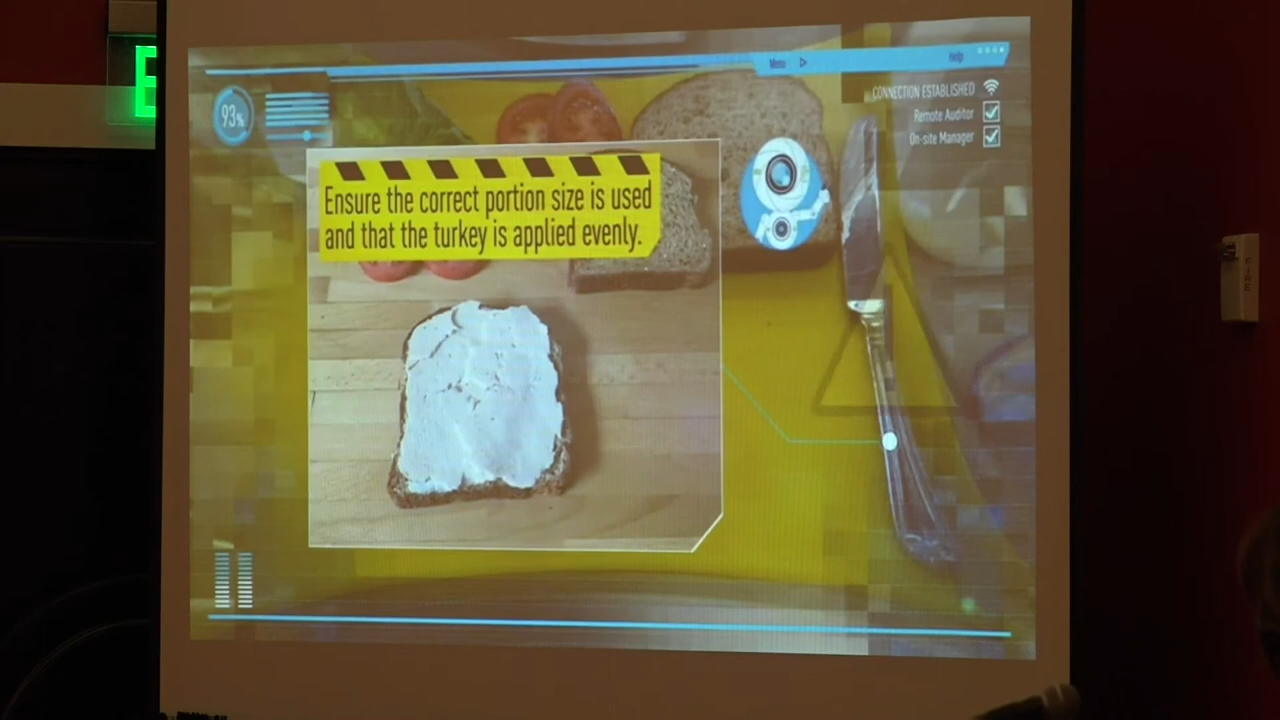 E
Menu
Help
93%
CONNECTION ESTABLISHED
Remote Auditor
On-site Manager
Ensure the correct portion size is used
and that the turkey is applied evenly.
FIRE